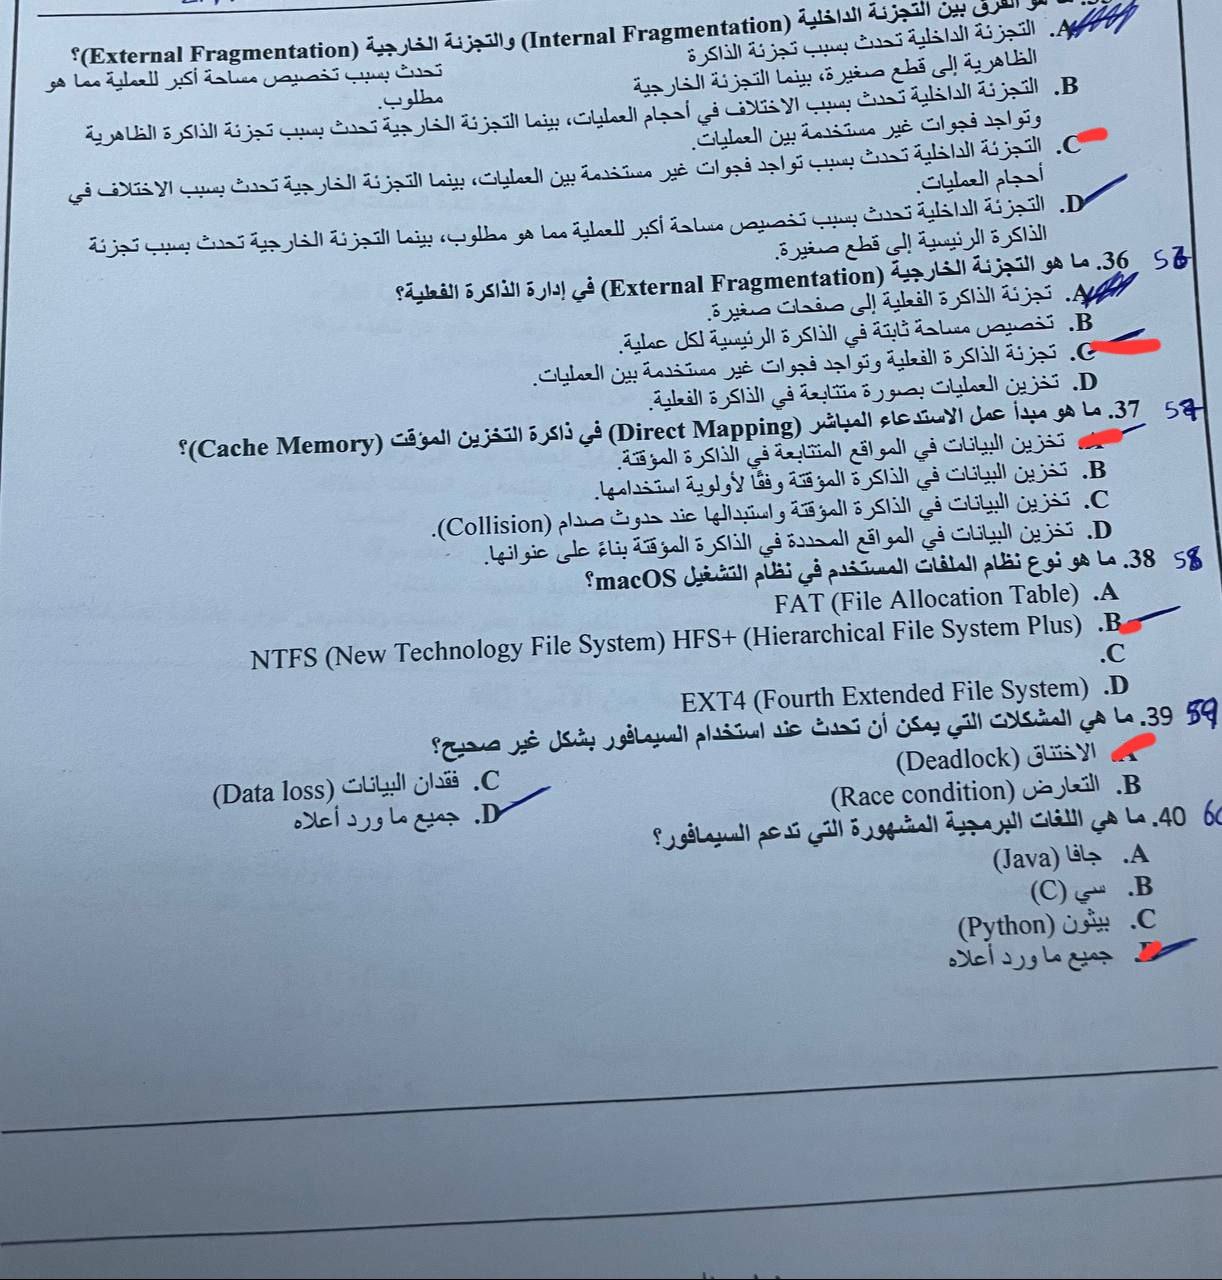 هو الفرق بين التجزئة الداخلية (Internal Fragmentation) والتجزئة الخارجية (External Fragmentation)؟
A. التجزئة الداخلية تحدث بسبب تجزئة الذاكرة
الظاهرية إلى قطع صغيرة، بينما التجزئة الخارجية
تحدث بسبب تخصيص مساحة أكبر للعملية مما هو
مطلوب.
B. التجزئة الداخلية تحدث بسبب الاختلاف في أحجام العمليات، بينما التجزئة الخارجية تحدث بسبب تجزئة الذاكرة الظاهرية
وتواجد فجوات غير مستخدمة بين العمليات.
C. التجزئة الداخلية تحدث بسبب تواجد فجوات غير مستخدمة بين العمليات، بينما التجزئة الخارجية تحدث بسبب الاختلاف في
أحجام العمليات.
D. التجزئة الداخلية تحدث بسبب تخصيص مساحة أكبر للعملية مما هو مطلوب، بينما التجزئة الخارجية تحدث بسبب تجزئة
الذاكرة الرئيسية إلى قطع صغيرة.
56 36. ما هو التجزئة الخارجية (External Fragmentation) في إدارة الذاكرة الفعلية؟
A. تجزئة الذاكرة الفعلية إلى صفحات صغيرة.
B. تخصيص مساحة ثابتة في الذاكرة الرئيسية لكل عملية.
C. تجزئة الذاكرة الفعلية وتواجد فجوات غير مستخدمة بين العمليات.
D. تخزين العمليات بصورة متتابعة في الذاكرة الفعلية.
57 37. ما هو مبدأ عمل الاستدعاء المباشر (Direct Mapping) في ذاكرة التخزين المؤقت (Cache Memory)؟
تخزين البيانات في المواقع المتتابعة في الذاكرة المؤقتة.
B. تخزين البيانات في الذاكرة المؤقتة وفقًا لأولوية استخدامها.
C. تخزين البيانات في الذاكرة المؤقتة واستبدالها عند حدوث صدام (Collision).
D. تخزين البيانات في المواقع المحددة في الذاكرة المؤقتة بناءً على عنوانها.
58 38. ما هو نوع نظام الملفات المستخدم في نظام التشغيل macOS؟
A. FAT (File Allocation Table)
B. NTFS (New Technology File System) HFS+ (Hierarchical File System Plus)
C.
D. EXT4 (Fourth Extended File System)
59 39. ما هي المشكلات التي يمكن أن تحدث عند استخدام السيمافور بشكل غير صحيح؟
A. الاختناق (Deadlock)
B. التعارض (Race condition)
C. فقدان البيانات (Data loss)
D. جميع ما ورد أعلاه
40. ما هي اللغات البرمجية المشهورة التي تدعم السيمافور؟
A. جافا (Java)
B. سي (C)
C. بيثون (Python)
جميع ما ورد أعلاه